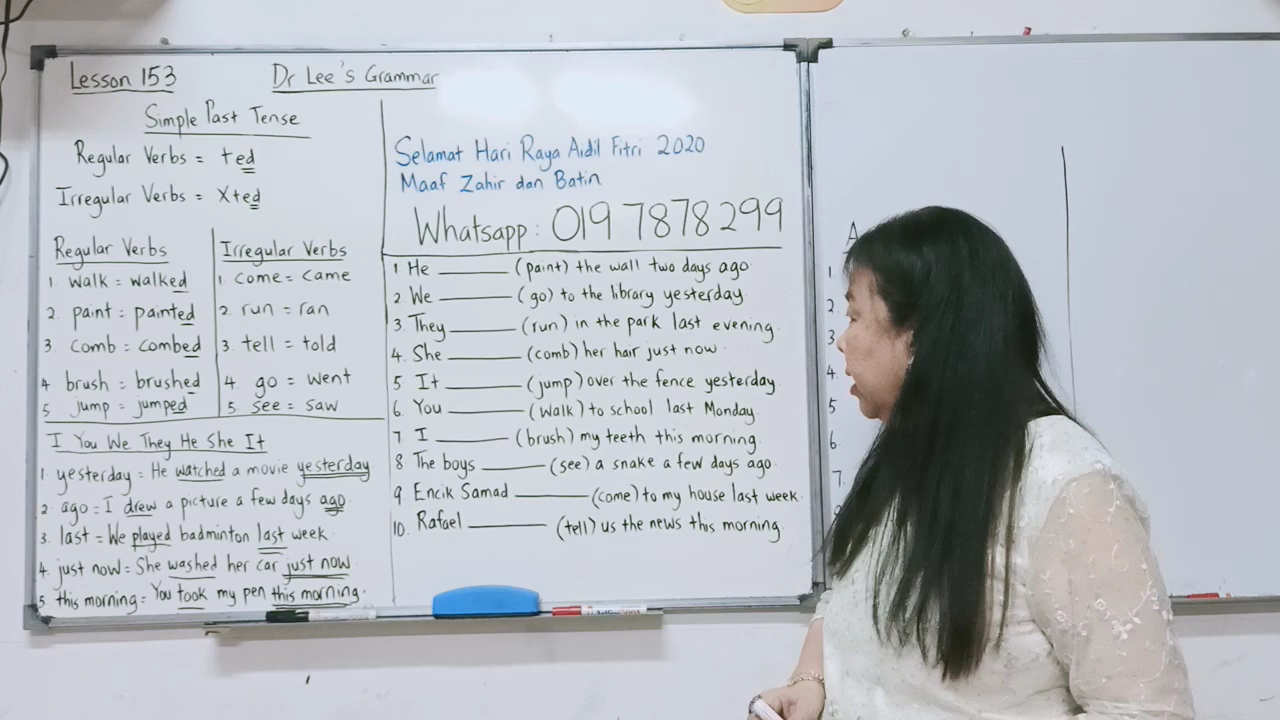 Lesson 153
Dr Lee's Grammar
Simple Past Tense
Regular Verbs = +ed
Irregular Verbs = X+ed
Regular Verbs
1. walk = walked
2. paint = painted
3. comb = combed
4. brush = brushed
5. jump = jumped
Irregular Verbs
1. come = came
2. run = ran
3. tell = told
4. go = went
5. see = saw
I You We They He She It
1. yesterday = He watched a movie yesterday
2. ago = I drew a picture a few days ago
3. last = We played badminton last week
4. just now = She washed her car just now
5. this morning = You took my pen this morning.
Selamat Hari Raya Aidil Fitri 2020
Maaf Zahir dan Batin
Whatsapp : 019 7878299
1. He ______ (paint) the wall two days ago.
2. We ______ (go) to the library yesterday.
3. They ______ (run) in the park last evening.
4. She ______ (comb) her hair just now.
5. It ______ (jump) over the fence yesterday.
6. You ______ (walk) to school last Monday
7. I ______ (brush) my teeth this morning.
8. The boys ______ (see) a snake a few days ago.
9. Encik Samad ______ (come) to my house last week.
10. Rafael ______ (tell) us the news this morning.
A
1.
2.
3.
4.
5
6.
7.